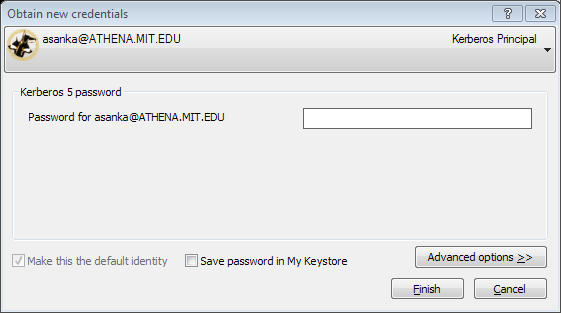 Obtain new credentials
asanka@ATHENA.MIT.EDU Kerberos Principal
Kerberos 5 password
Password for asanka@ATHENA.MIT.EDU
Make this the default identity Save password in My Keystore Advanced options >>
Finish Cancel